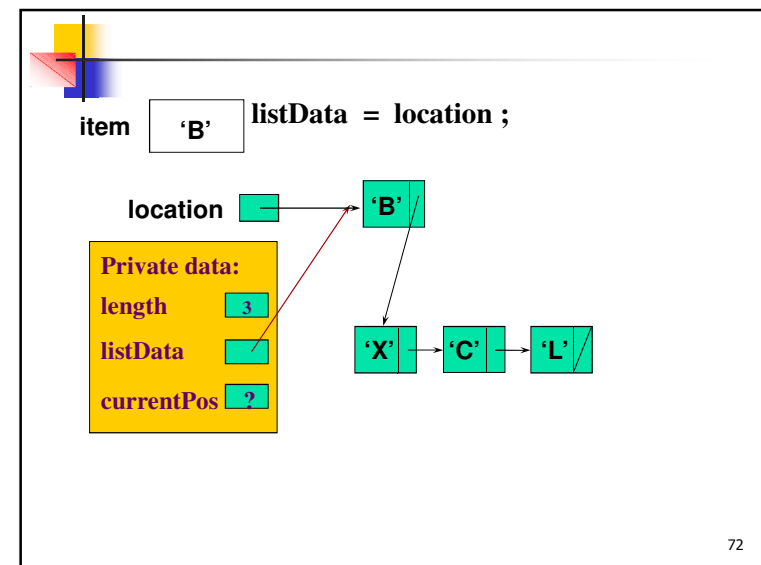 item ‘B’ listData = location ;
location ‘B’
Private data:
length 3
listData ‘X’ ‘C’ ‘L’
currentPos ?
72